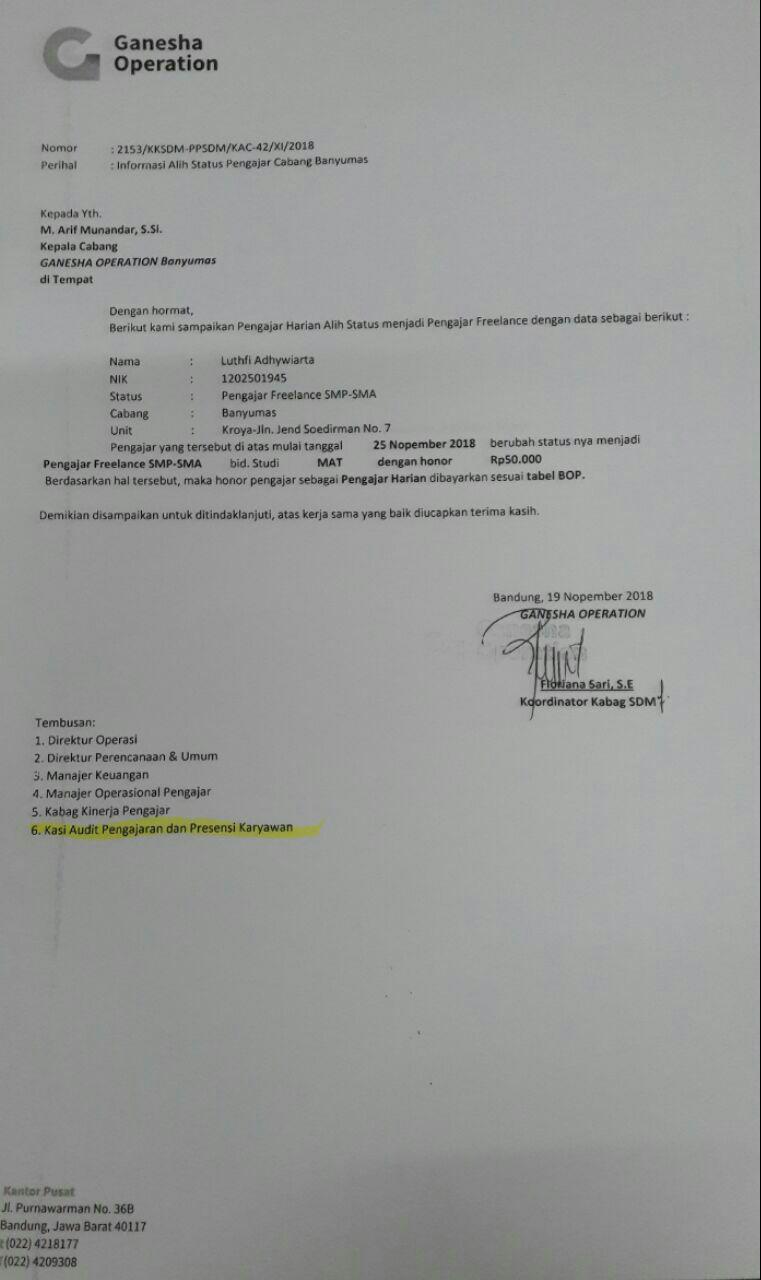 Ganesha
Operation
Nomor : 2153/KKSDM-PPSDM/KAC-42/XI/2018
Perihal : Informasi Alih Status Pengajar Cabang Banyumas
Kepada Yth.
M. Arif Munandar, S.Si.
Kepala Cabang
GANESHA OPERATION Banyumas
di Tempat
Dengan hormat,
Berikut kami sampaikan Pengajar Harian Alih Status menjadi Pengajar Freelance dengan data sebagai berikut :
Nama : Luthfi Adhywiarta
NIK : 1202501945
Status : Pengajar Freelance SMP-SMA
Cabang : Banyumas
Unit : Kroya-Jln. Jend Soedirman No. 7
Pengajar yang tersebut di atas mulai tanggal 25 Nopember 2018 berubah status nya menjadi
Pengajar Freelance SMP-SMA bid. Studi MAT dengan honor Rp50.000
Berdasarkan hal tersebut, maka honor pengajar sebagai Pengajar Harian dibayarkan sesuai tabel BOP.
Demikian disampaikan untuk ditindaklanjuti, atas kerja sama yang baik diucapkan terima kasih.
Bandung, 19 Nopember 2018
GANESHA OPERATION
Floriana Sari, S.E
Koordinator Kabag SDM
Tembusan:
1. Direktur Operasi
2. Direktur Perencanaan & Umum
3. Manajer Keuangan
4. Manajer Operasional Pengajar
5. Kabag Kinerja Pengajar
6. Kasi Audit Pengajaran dan Presensi Karyawan
Kantor Pusat
Jl. Purnawarman No. 36B
Bandung, Jawa Barat 40117
t (022) 4218177
f (022) 4209308